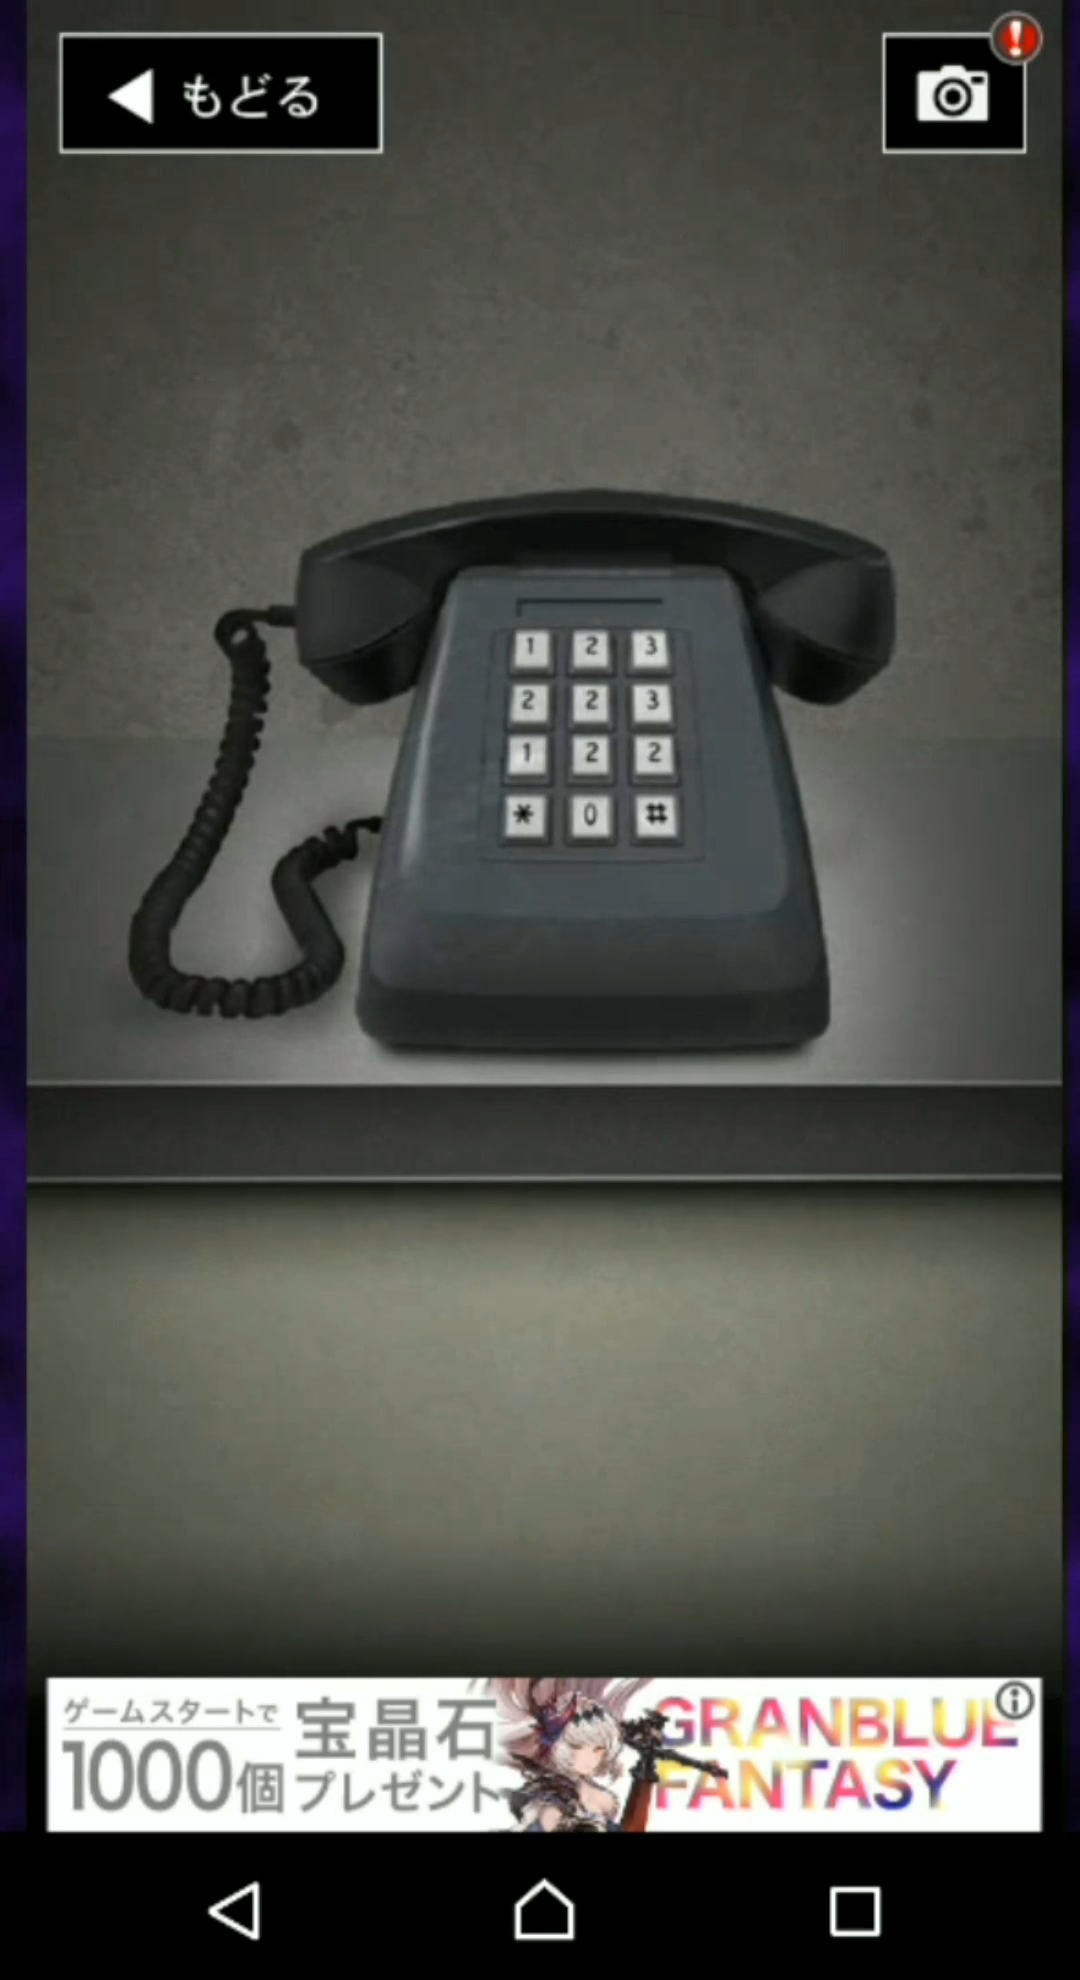 もどる
1 2 3
2 2 3
1 2 2
* 0 #
ゲームスタートで
1000個
宝晶石
プレゼント
GRANBLUE
FANTASY